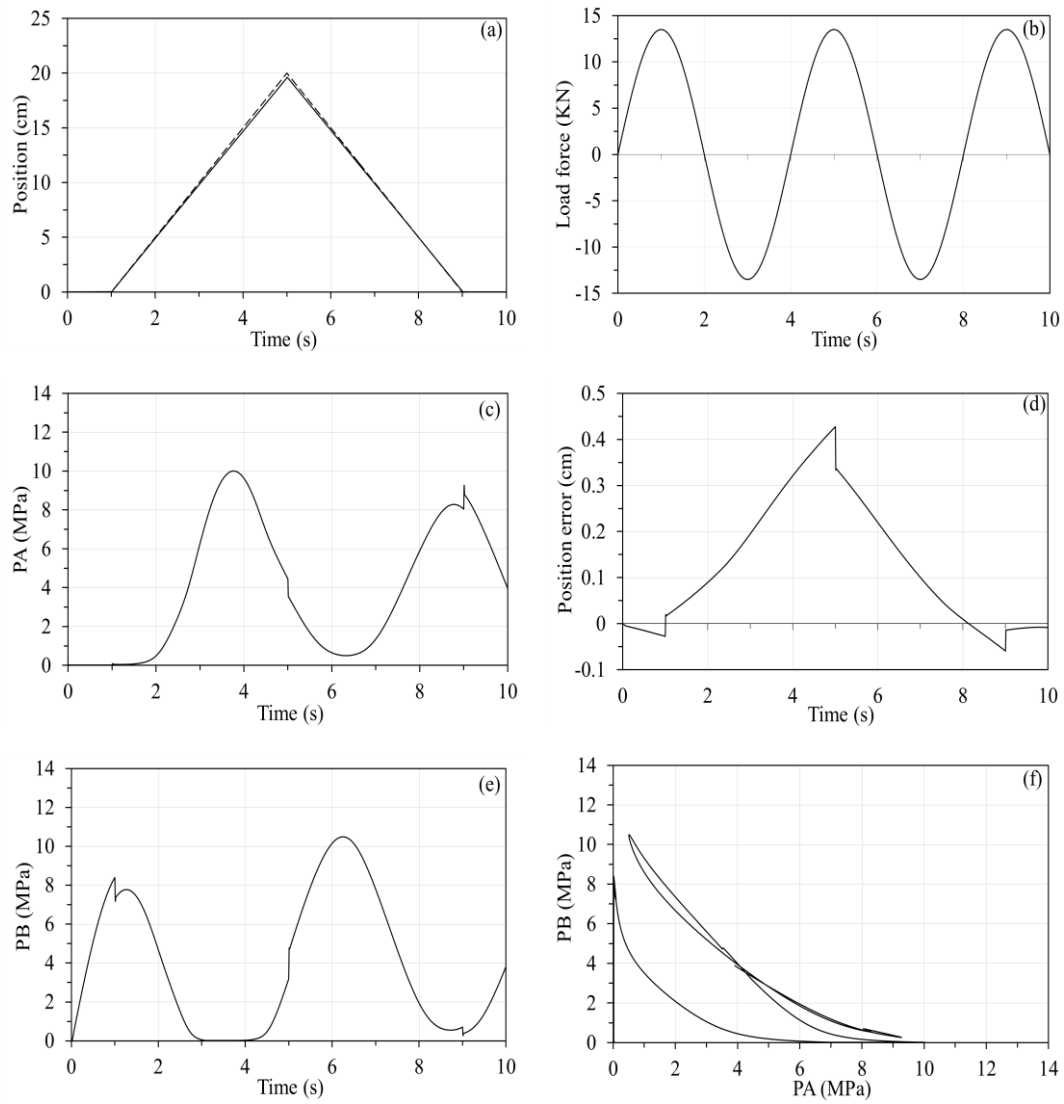 (a)
25
20
15
10
5
0
Position (cm)
0 2 4 6 8 10
Time (s)
(b)
15
10
5
0
-5
-10
-15
Load force (KN)
0 2 4 6 8 10
Time (s)
(c)
14
12
10
8
6
4
2
0
PA (MPa)
0 2 4 6 8 10
Time (s)
(d)
0.5
0.4
0.3
0.2
0.1
0
-0.1
Position error (cm)
0 2 4 6 8 10
Time (s)
(e)
14
12
10
8
6
4
2
0
PB (MPa)
0 2 4 6 8 10
Time (s)
(f)
14
12
10
8
6
4
2
0
PB (MPa)
0 2 4 6 8 10 12 14
PA (MPa)